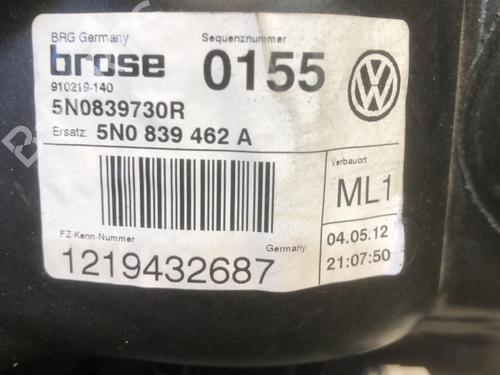 BRG Germany
Sequenznummer
brose
0155
910219-140
5N0839730R
Ersatz: 5N0 839 462 A
Verbauort
ML1
FZ-Kenn-Nummer
Germany
04.05.12
1219432687
21:07:50